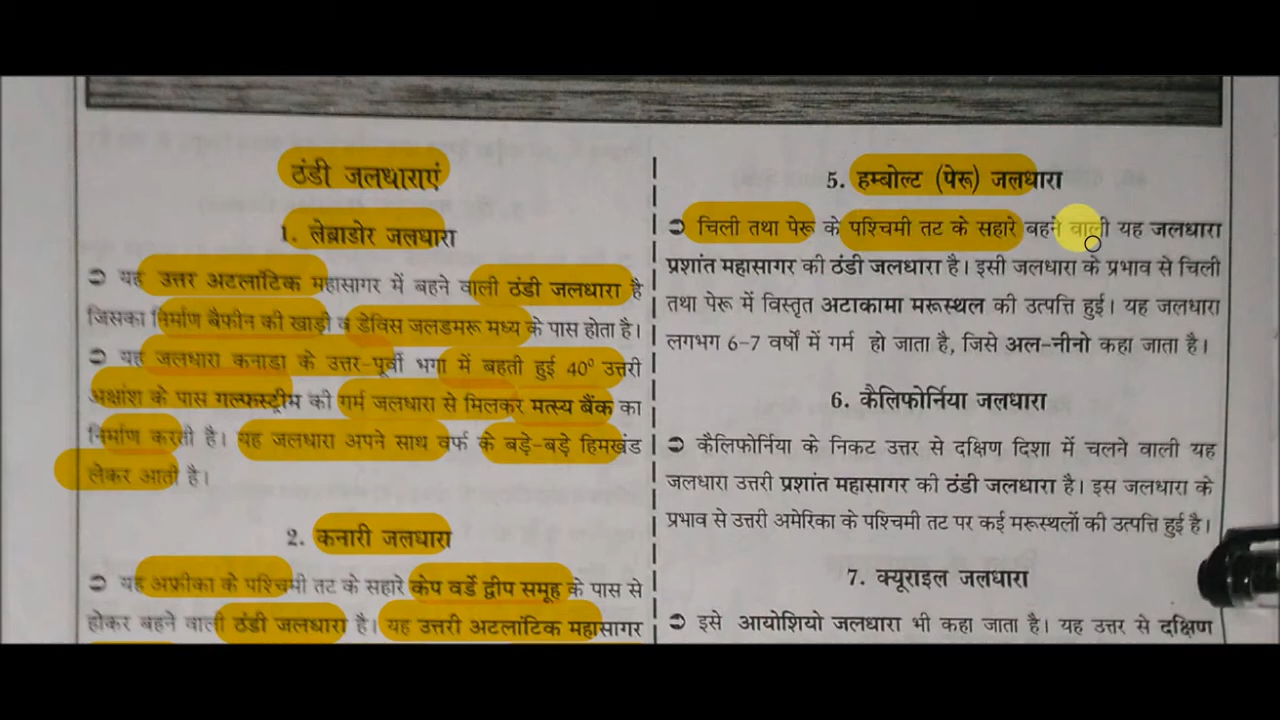 ठंडी जलधाराएं
1. लेब्राडोर जलधारा
➲ यह उत्तर अटलांटिक महासागर में बहने वाली ठंडी जलधारा है
जिसका निर्माण बैफीन की खाड़ी व डेविस जलडमरू मध्य के पास होता है।
➲ यह जलधारा कनाडा के उत्तर-पूर्वी भगा में बहती हुई 40⁰ उत्तरी
अक्षांश के पास गल्फस्ट्रीम की गर्म जलधारा से मिलकर मत्स्य बैंक का
निर्माण करती है। यह जलधारा अपने साथ वर्फ के बड़े-बड़े हिमखंड
लेकर आती है।
2. कनारी जलधारा
➲ यह अफ्रीका के पश्चिमी तट के सहारे केप वर्डे द्वीप समूह के पास से
होकर बहने वाली ठंडी जलधारा है। यह उत्तरी अटलांटिक महासागर
5. हम्बोल्ट (पेरू) जलधारा
➲ चिली तथा पेरू के पश्चिमी तट के सहारे बहने वाली यह जलधारा
प्रशांत महासागर की ठंडी जलधारा है। इसी जलधारा के प्रभाव से चिली
तथा पेरू में विस्तृत अटाकामा मरूस्थल की उत्पत्ति हुई। यह जलधारा
लगभग 6-7 वर्षों में गर्म हो जाता है, जिसे अल-नीनो कहा जाता है।
6. कैलिफोर्निया जलधारा
➲ कैलिफोर्निया के निकट उत्तर से दक्षिण दिशा में चलने वाली यह
जलधारा उत्तरी प्रशांत महासागर की ठंडी जलधारा है। इस जलधारा के
प्रभाव से उत्तरी अमेरिका के पश्चिमी तट पर कई मरूस्थलों की उत्पत्ति हुई है।
7. क्यूराइल जलधारा
➲ इसे आयोशियो जलधारा भी कहा जाता है। यह उत्तर से दक्षिण